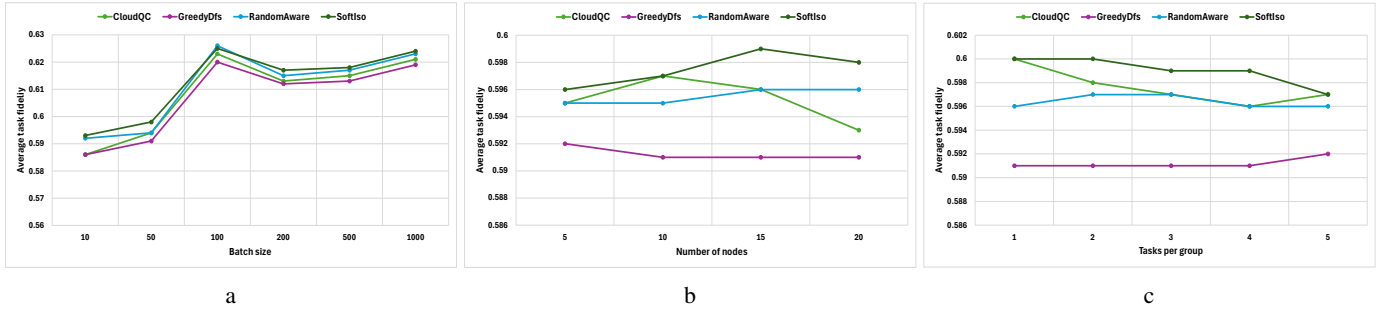 CloudQC GreedyDfs RandomAware SoftIso
0.63
0.62
0.61
0.6
0.59
0.58
0.57
0.56
Average task fideliy
10 50 100 200 500 1000
Batch size
a
CloudQC GreedyDfs RandomAware SoftIso
0.6
0.598
0.596
0.594
0.592
0.59
0.588
0.586
Average task fideliy
5 10 15 20
Number of nodes
b
CloudQC GreedyDfs RandomAware SoftIso
0.602
0.6
0.598
0.596
0.594
0.592
0.59
0.588
0.586
Average task fideliy
1 2 3 4 5
Tasks per group
c